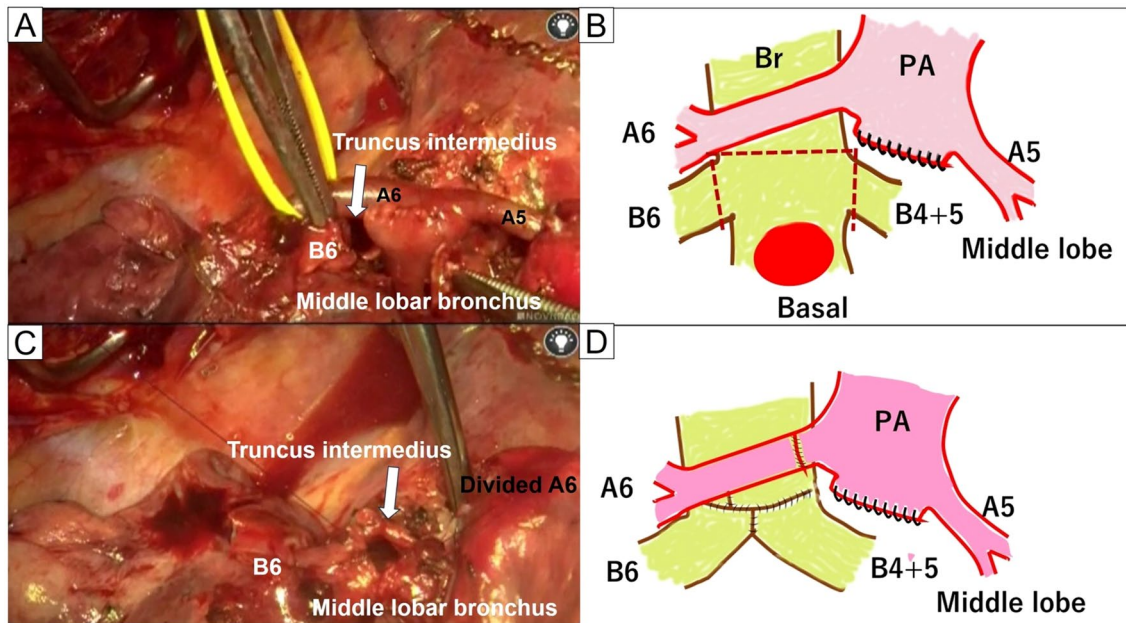 A
Truncus intermedius
A6
A5
B6
Middle lobar bronchus
B
Br
PA
A6
A5
B6
B4+5
Middle lobe
Basal
C
Truncus intermedius
Divided A6
B6
Middle lobar bronchus
D
PA
A6
A5
B6
B4+5
Middle lobe